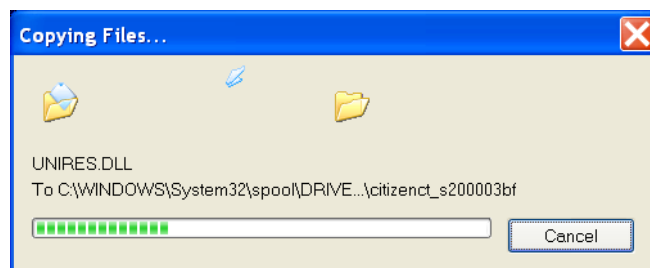 Copying Files...
UNIRES.DLL
To C:\WINDOWS\System32\spool\DRIVE...\citizenct_s200003bf
Cancel